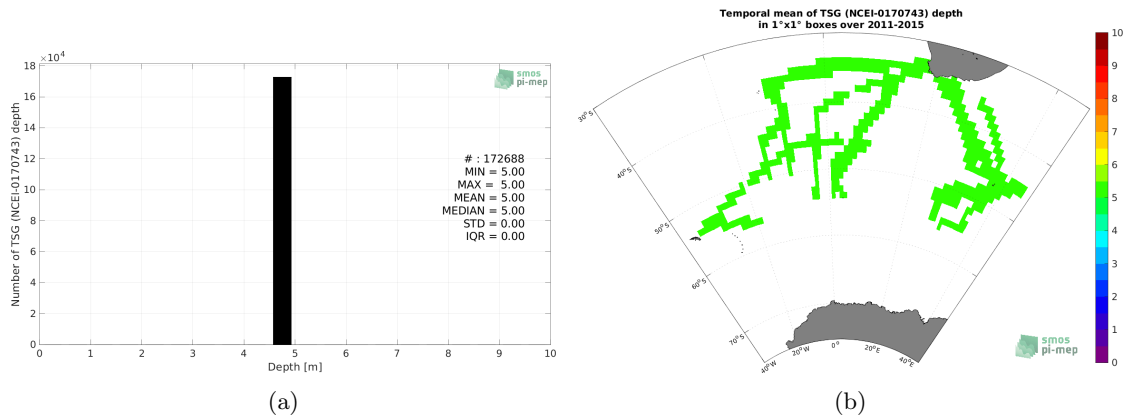 ×10⁴
18
16
14
12
10
8
6
4
2
0
Number of TSG (NCEI-0170743) depth
smos
pi-mep
# : 172688
MIN = 5.00
MAX = 5.00
MEAN = 5.00
MEDIAN = 5.00
STD = 0.00
IQR = 0.00
0 1 2 3 4 5 6 7 8 9 10
Depth [m]
(a)
Temporal mean of TSG (NCEI-0170743) depth
in 1°x1° boxes over 2011-2015
30°S
40°S
50°S
60°S
70°S
40°W
20°W
0°
20°E
40°E
10
9
8
7
6
5
4
3
2
1
0
smos
pi-mep
(b)